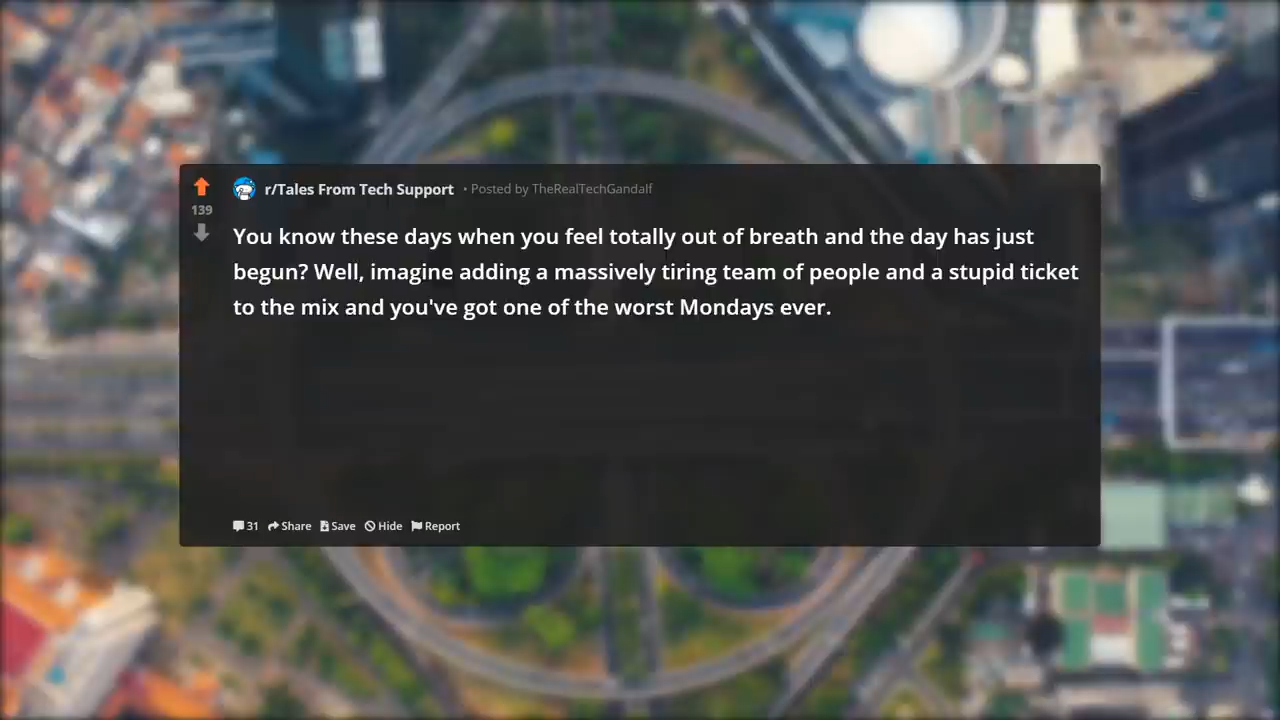 r/Tales From Tech Support • Posted by TheRealTechGandalf
139
You know these days when you feel totally out of breath and the day has just
begun? Well, imagine adding a massively tiring team of people and a stupid ticket
to the mix and you've got one of the worst Mondays ever.
31 Share Save Hide Report